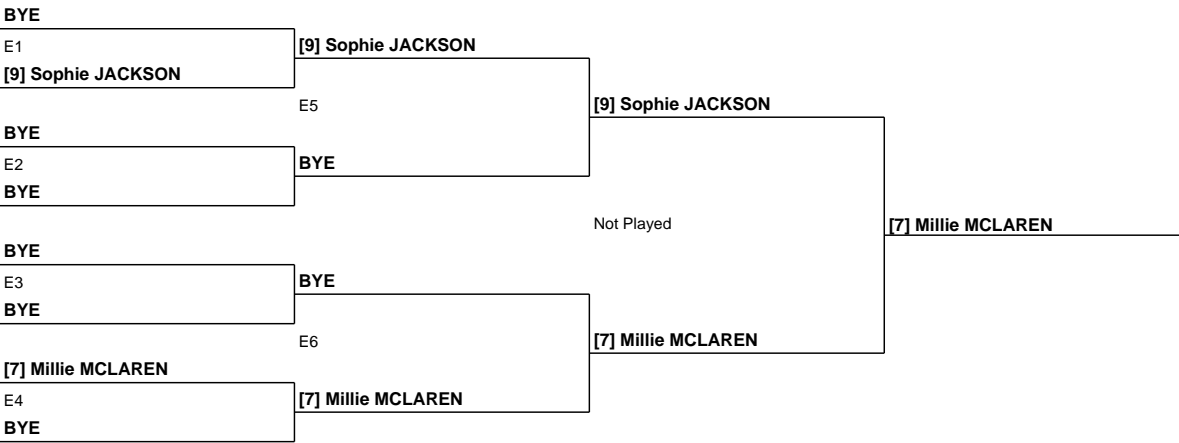 BYE
E1
[9] Sophie JACKSON
[9] Sophie JACKSON
E5
[9] Sophie JACKSON
BYE
E2
BYE
BYE
Not Played
[7] Millie MCLAREN
BYE
E3
BYE
BYE
E6
[7] Millie MCLAREN
[7] Millie MCLAREN
E4
[7] Millie MCLAREN
BYE